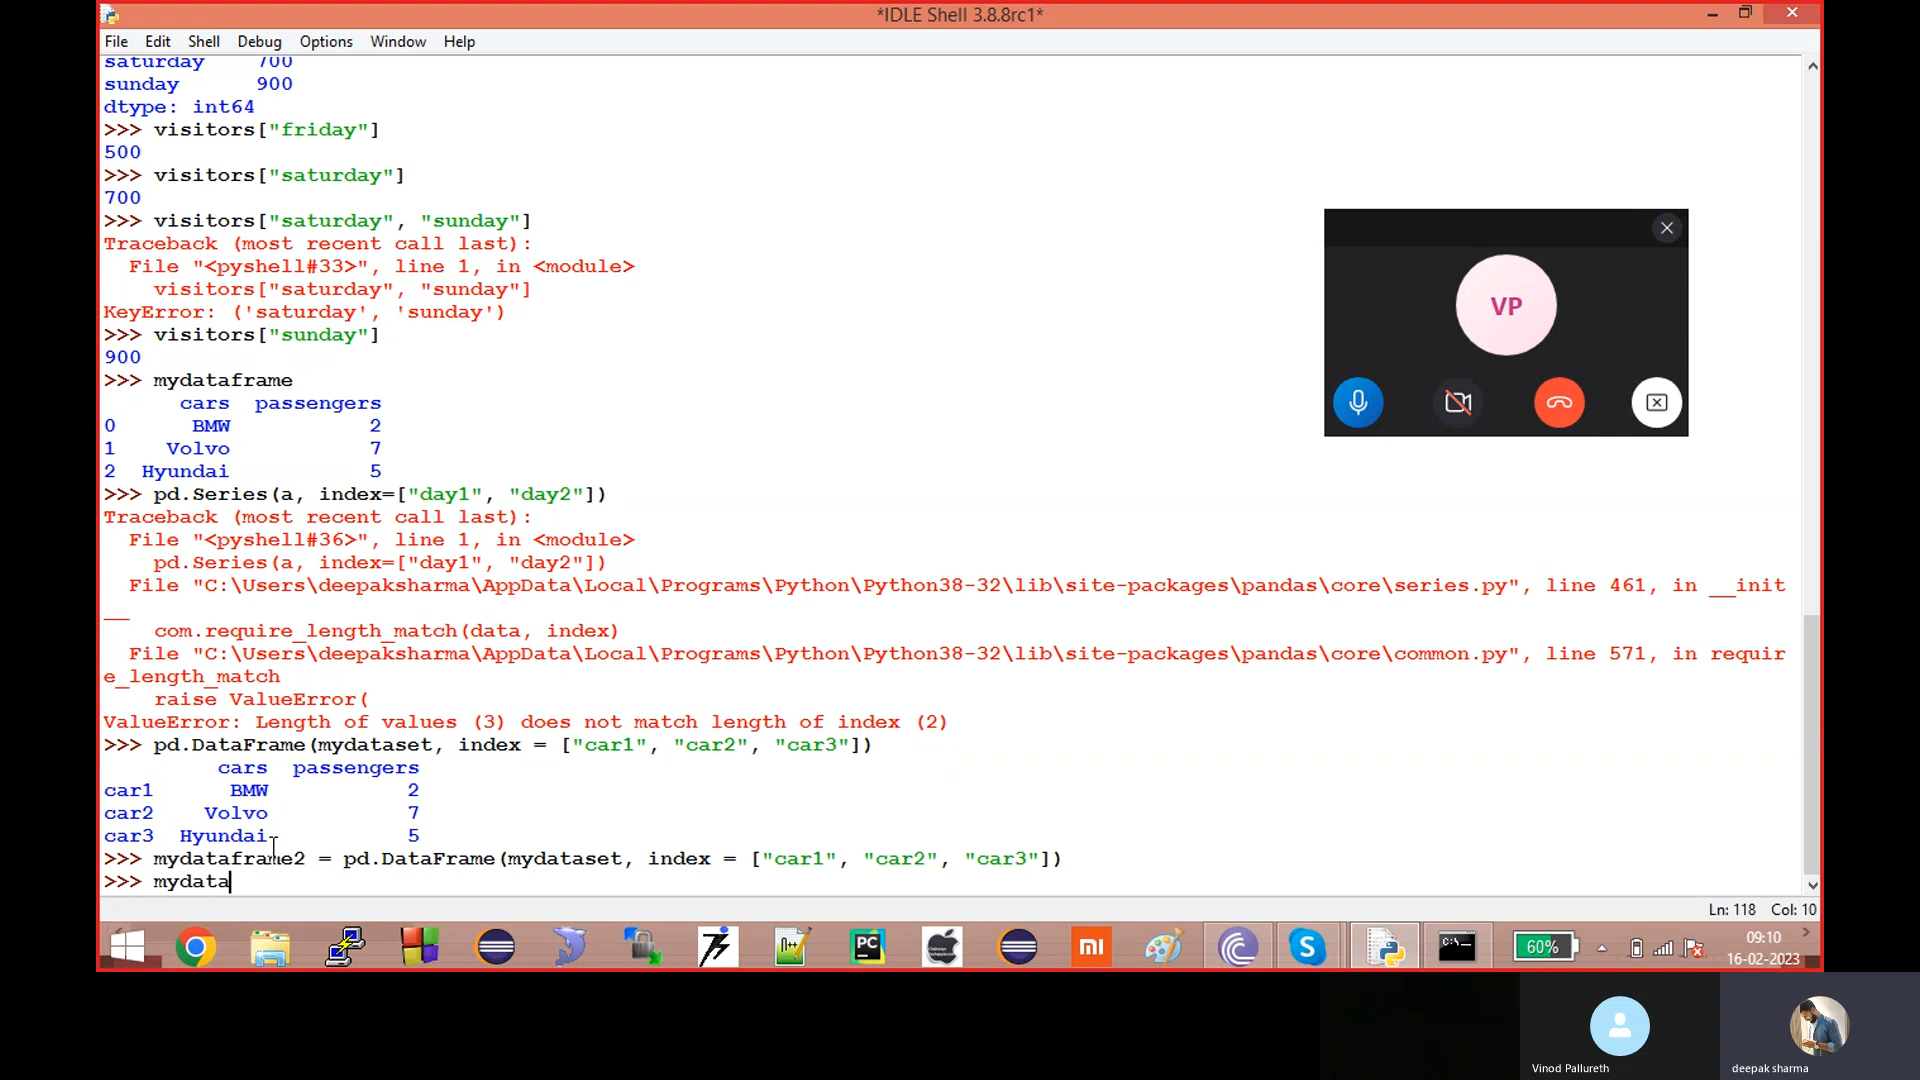 *IDLE Shell 3.8.8rc1*
File Edit Shell Debug Options Window Help
saturday 700
sunday 900
dtype: int64
>>> visitors["friday"]
500
>>> visitors["saturday"]
700
>>> visitors["saturday", "sunday"]
Traceback (most recent call last):
File "<pyshell#33>", line 1, in <module>
visitors["saturday", "sunday"]
KeyError: ('saturday', 'sunday')
>>> visitors["sunday"]
900
>>> mydataframe
cars passengers
0 BMW 2
1 Volvo 7
2 Hyundai 5
>>> pd.Series(a, index=["day1", "day2"])
Traceback (most recent call last):
File "<pyshell#36>", line 1, in <module>
pd.Series(a, index=["day1", "day2"])
File "C:\Users\deepaksharma\AppData\Local\Programs\Python\Python38-32\lib\site-packages\pandas\core\series.py", line 461, in __init
__
com.require_length_match(data, index)
File "C:\Users\deepaksharma\AppData\Local\Programs\Python\Python38-32\lib\site-packages\pandas\core\common.py", line 571, in requir
e_length_match
raise ValueError(
ValueError: Length of values (3) does not match length of index (2)
>>> pd.DataFrame(mydataset, index = ["car1", "car2", "car3"])
cars passengers
car1 BMW 2
car2 Volvo 7
car3 Hyundai 5
>>> mydataframe2 = pd.DataFrame(mydataset, index = ["car1", "car2", "car3"])
>>> mydata
VP
Ln: 118 Col: 10
N++
PC
mi
S
C:\.
60%
09:10
16-02-2023
Vinod Pallureth
deepak sharma